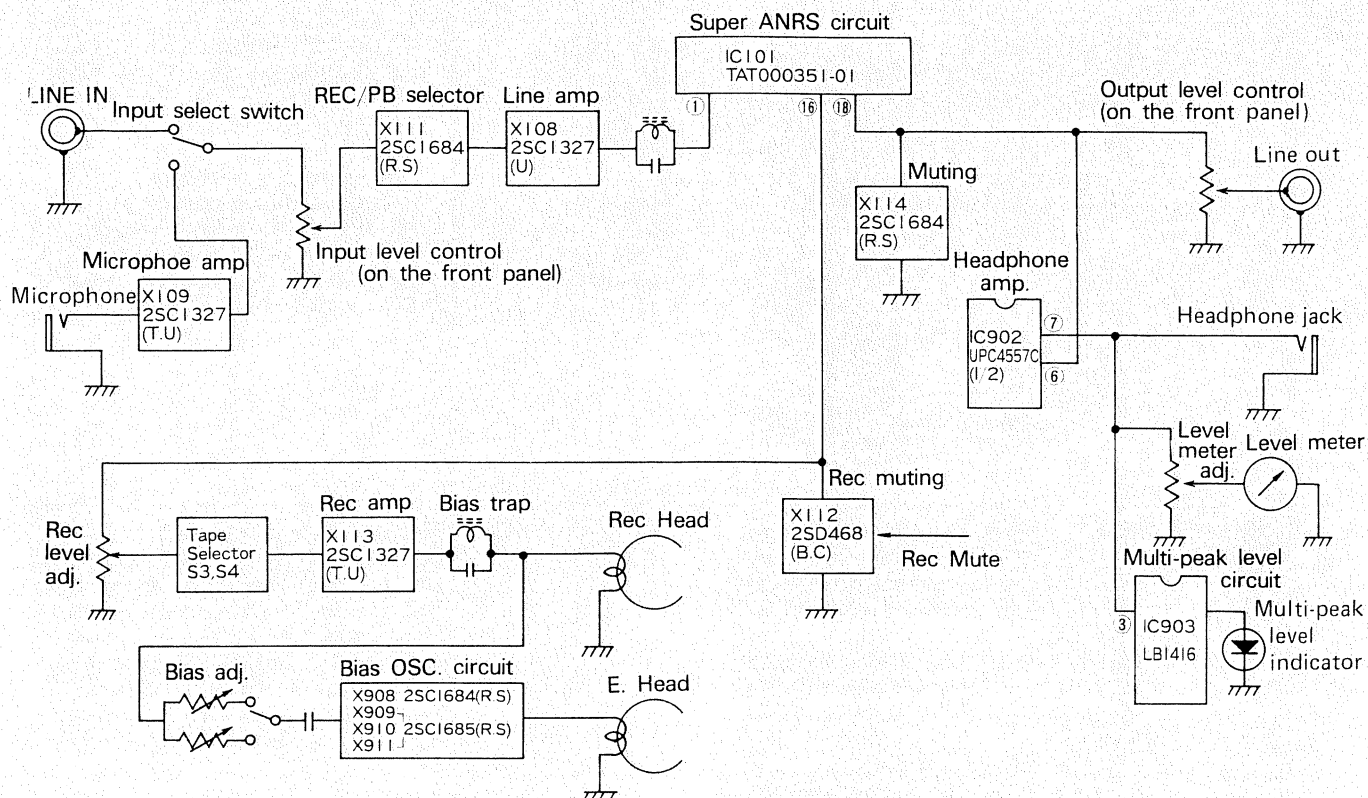 Super ANRS circuit
IC101
TAT000351-01
① ⑯ ⑱
LINE IN
Input select switch
REC/PB selector
X111
2SC1684
(R.S)
Line amp
X108
2SC1327
(U)
Output level control
(on the front panel)
Line out
Muting
X114
2SC1684
(R.S)
Input level control
(on the front panel)
Microphoe amp
Microphone
X109
2SC1327
(T.U)
Headphone
amp.
IC902
UPC4557C
(1/2)
⑦
⑥
Headphone jack
Level
meter
adj.
Level meter
Rec muting
X112
2SD468
(B.C)
Rec Mute
Rec
level
adj.
Tape
Selector
S3,S4
Rec amp
X113
2SC1327
(T.U)
Bias trap
Rec Head
Multi-peak level
circuit
③
IC903
LB1416
Multi-peak
level
indicator
Bias adj.
Bias OSC. circuit
X908 2SC1684(R.S)
X909
X910 2SC1685(R.S)
X911
E. Head